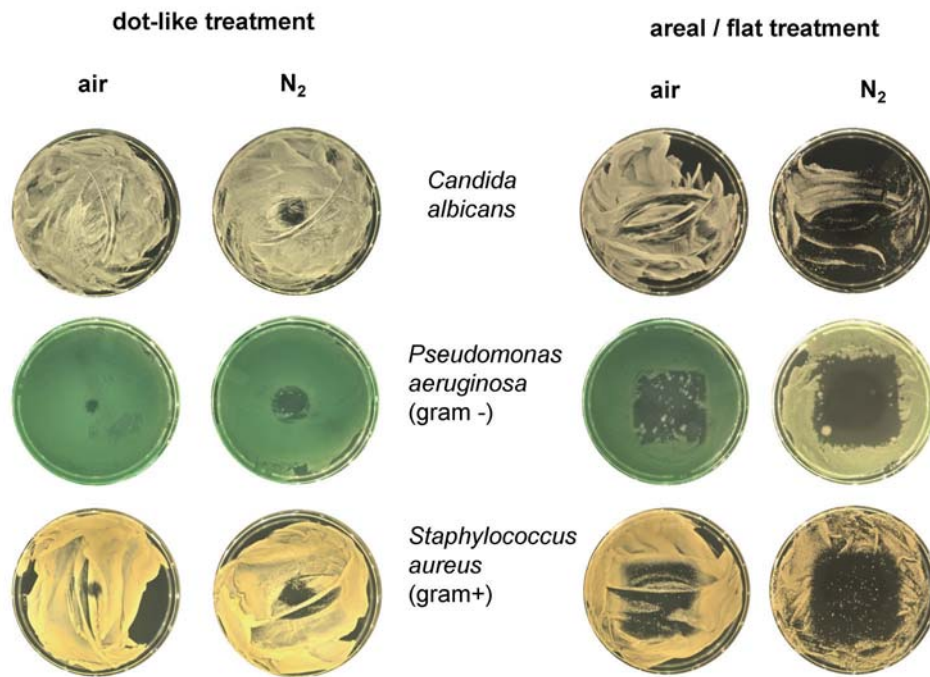 dot-like treatment
areal / flat treatment
air
N₂
air
N₂
Candida
albicans
Pseudomonas
aeruginosa
(gram -)
Staphylococcus
aureus
(gram+)